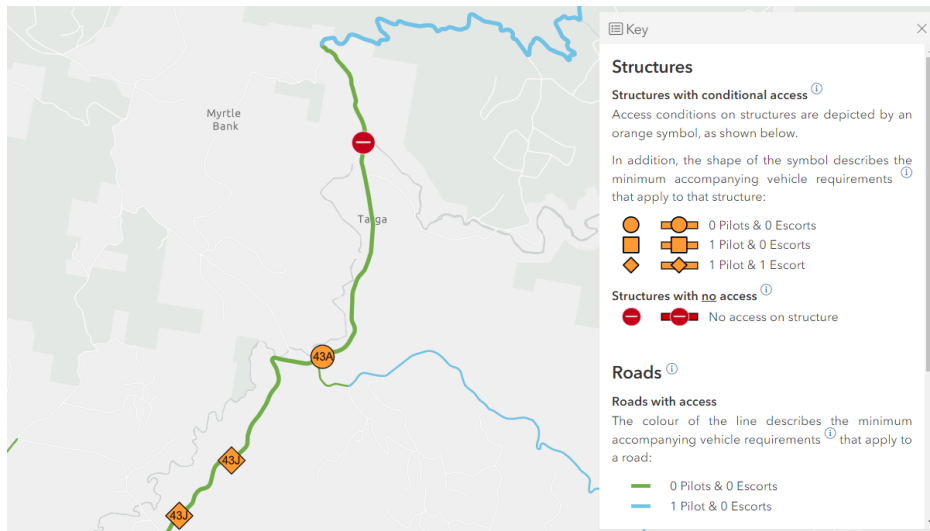 Myrtle
Bank
Targa
43A
43J
43J
Key
Structures
Structures with conditional access
Access conditions on structures are depicted by an
orange symbol, as shown below.
In addition, the shape of the symbol describes the
minimum accompanying vehicle requirements
that apply to that structure:
0 Pilots & 0 Escorts
1 Pilot & 0 Escorts
1 Pilot & 1 Escort
Structures with no access
No access on structure
Roads
Roads with access
The colour of the line describes the minimum
accompanying vehicle requirements that apply to
a road:
0 Pilots & 0 Escorts
1 Pilot & 0 Escorts